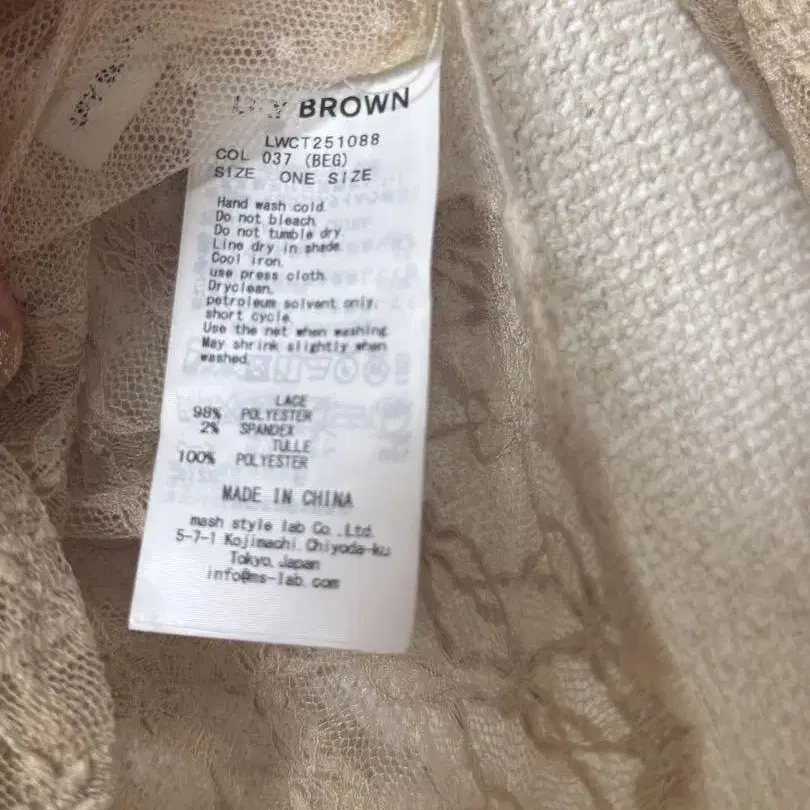 BROWN
LWCT251088
COL 037 (BEG)
SIZE ONE SIZE
Hand wash cold.
Do not bleach.
Do not tumble dry.
Line dry in shade.
Cool iron.
use press cloth.
Dryclean.
petroleum solvent only.
short cycle.
Use the net when washing
May shrink slightly when
washed.
LACE
98% POLYESTER
2% SPANDEX
TULLE
100% POLYESTER
MADE IN CHINA
mash style lab Co.,Ltd.
5-7-1 Kojimachi, Chiyoda-ku
Tokyo, Japan
info@ms-lab.com